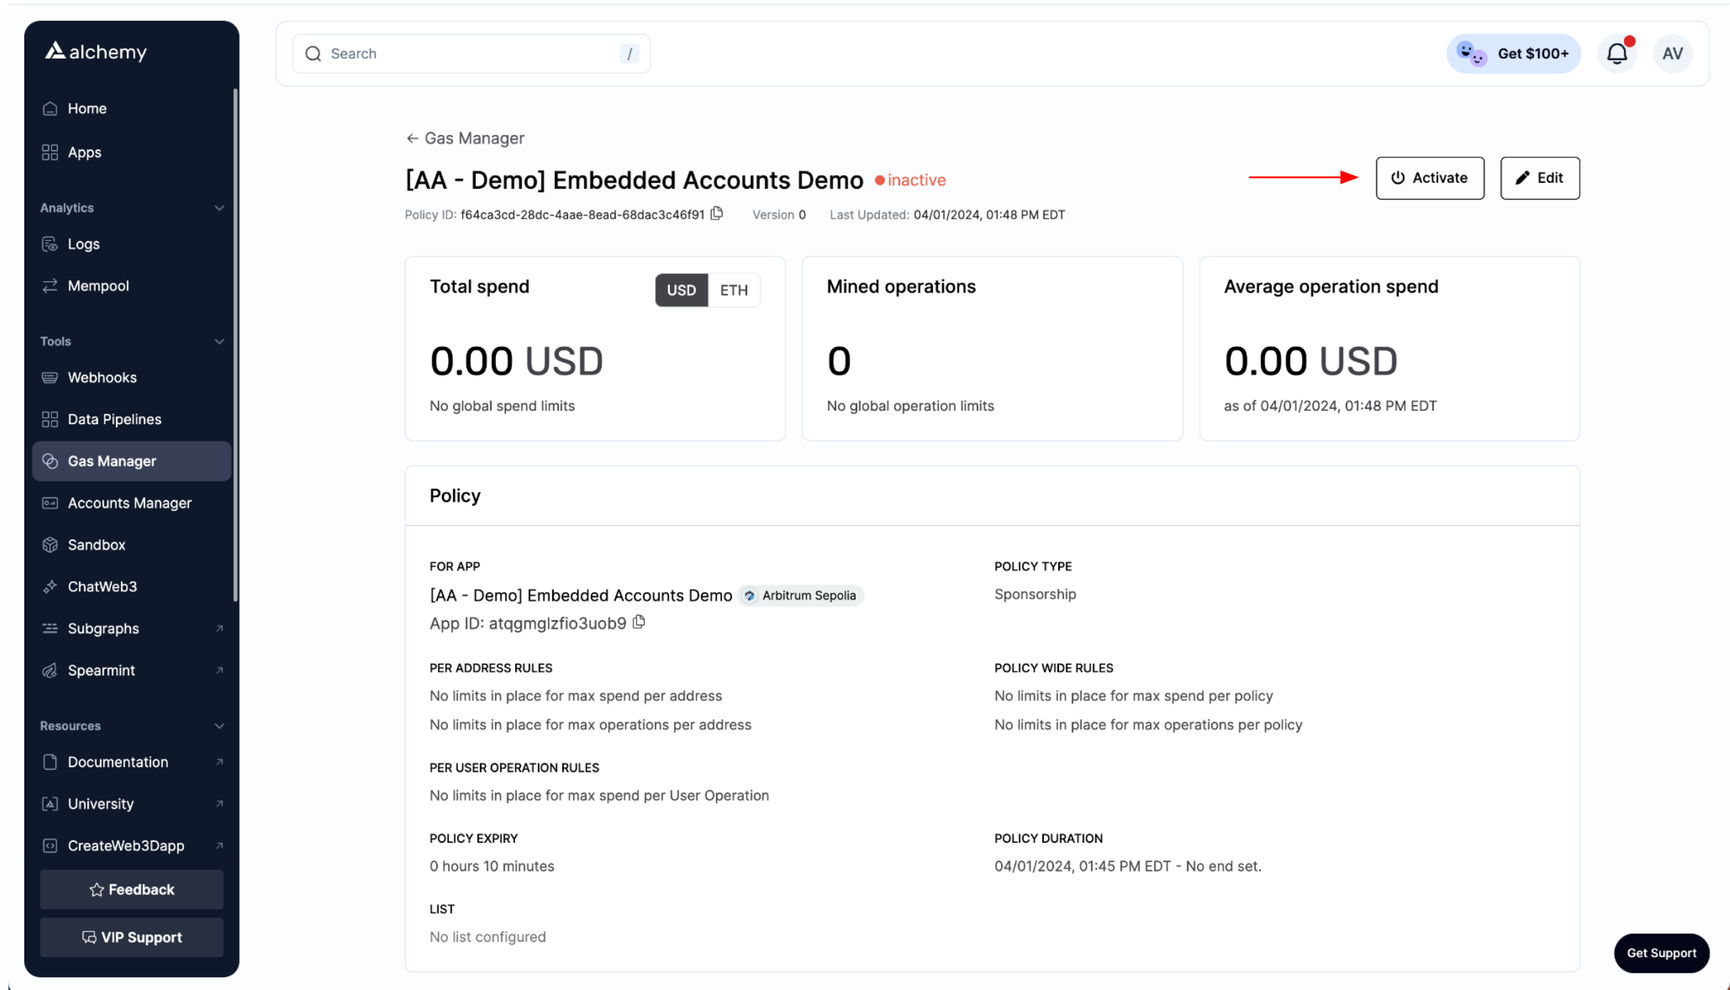 alchemy
Home
Apps
Analytics
Logs
Mempool
Tools
Webhooks
Data Pipelines
Gas Manager
Accounts Manager
Sandbox
ChatWeb3
Subgraphs
Spearmint
Resources
Documentation
University
CreateWeb3Dapp
Feedback
VIP Support
Search /
Get $100+
AV
← Gas Manager
[AA - Demo] Embedded Accounts Demo inactive
Activate
Edit
Policy ID: f64ca3cd-28dc-4aae-8ead-68dac3c46f91 Version 0 Last Updated: 04/01/2024, 01:48 PM EDT
Total spend
USD ETH
0.00 USD
No global spend limits
Mined operations
0
No global operation limits
Average operation spend
0.00 USD
as of 04/01/2024, 01:48 PM EDT
Policy
FOR APP
[AA - Demo] Embedded Accounts Demo Arbitrum Sepolia
App ID: atqgmglzfio3uob9
POLICY TYPE
Sponsorship
PER ADDRESS RULES
No limits in place for max spend per address
No limits in place for max operations per address
POLICY WIDE RULES
No limits in place for max spend per policy
No limits in place for max operations per policy
PER USER OPERATION RULES
No limits in place for max spend per User Operation
POLICY EXPIRY
0 hours 10 minutes
POLICY DURATION
04/01/2024, 01:45 PM EDT - No end set.
LIST
No list configured
Get Support